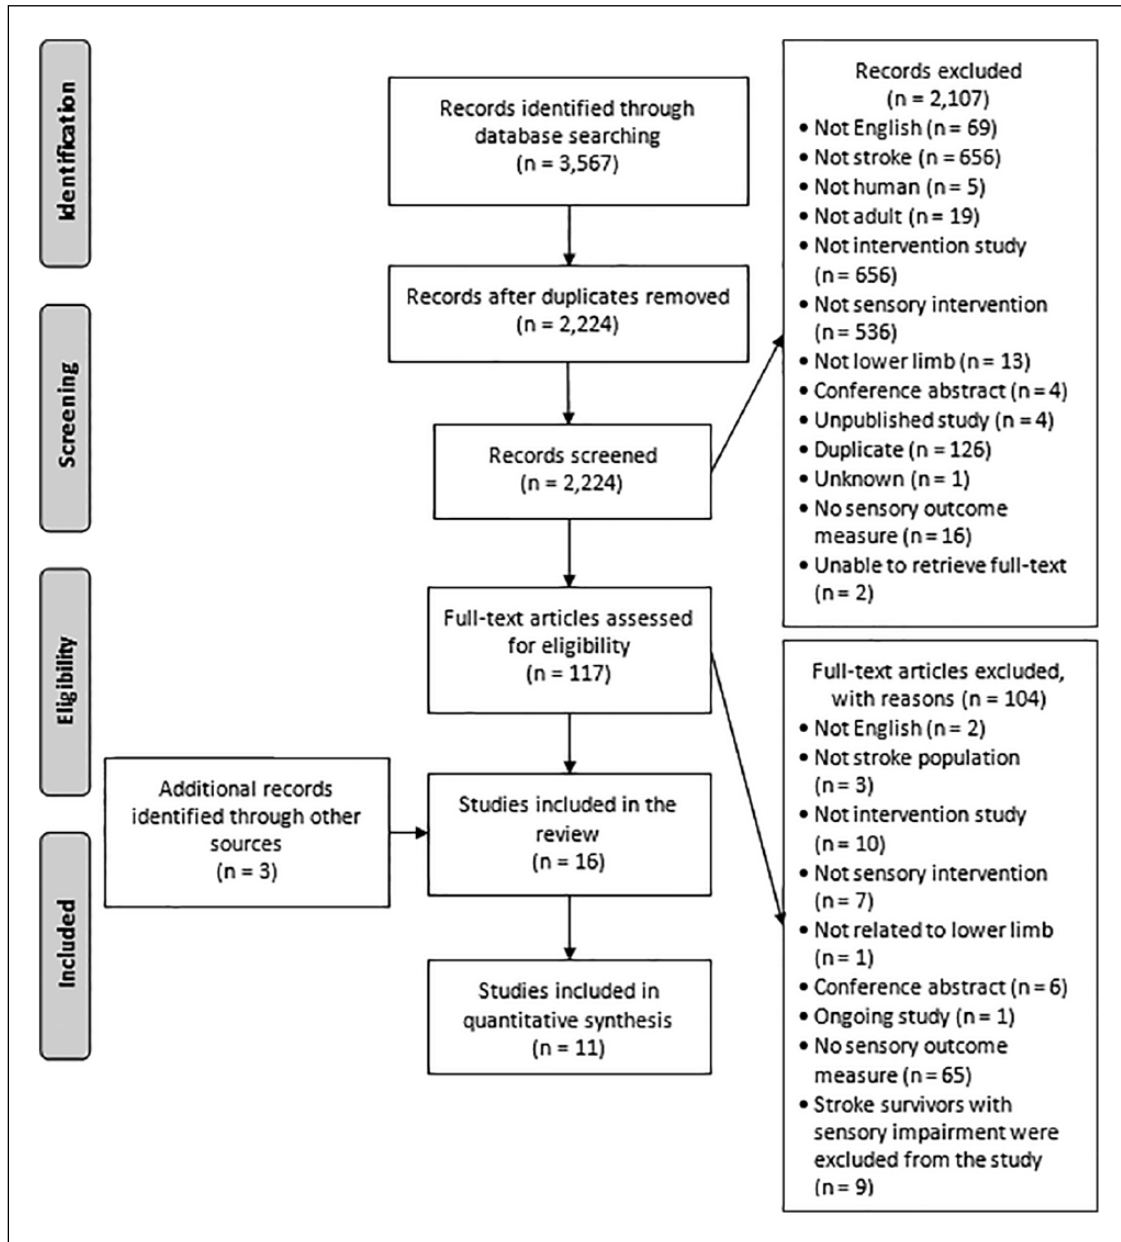 Identification
Records identified through
database searching
(n = 3,567)
Records after duplicates removed
(n = 2,224)
Screening
Records screened
(n = 2,224)
Records excluded
(n = 2,107)
• Not English (n = 69)
• Not stroke (n = 656)
• Not human (n = 5)
• Not adult (n = 19)
• Not intervention study
(n = 656)
• Not sensory intervention
(n = 536)
• Not lower limb (n = 13)
• Conference abstract (n = 4)
• Unpublished study (n = 4)
• Duplicate (n = 126)
• Unknown (n = 1)
• No sensory outcome
measure (n = 16)
• Unable to retrieve full-text
(n = 2)
Eligibility
Full-text articles assessed
for eligibility
(n = 117)
Full-text articles excluded,
with reasons (n = 104)
• Not English (n = 2)
• Not stroke population
(n = 3)
• Not intervention study
(n = 10)
• Not sensory intervention
(n = 7)
• Not related to lower limb
(n = 1)
• Conference abstract (n = 6)
• Ongoing study (n = 1)
• No sensory outcome
measure (n = 65)
• Stroke survivors with
sensory impairment were
excluded from the study
(n = 9)
Additional records
identified through other
sources
(n = 3)
Studies included in the
review
(n = 16)
Included
Studies included in
quantitative synthesis
(n = 11)